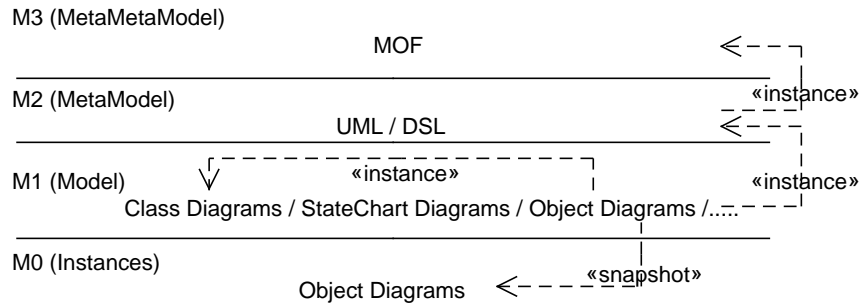 M3 (MetaMetaModel)
MOF
M2 (MetaModel)
«instance»
UML / DSL
M1 (Model)
«instance»
«instance»
Class Diagrams / StateChart Diagrams / Object Diagrams /.....
M0 (Instances)
«snapshot»
Object Diagrams